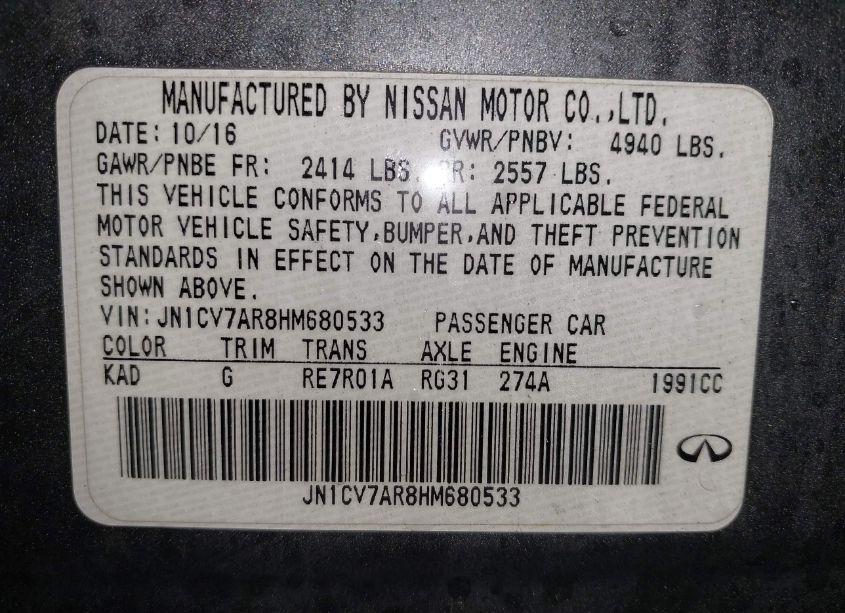 MANUFACTURED BY NISSAN MOTOR CO.,LTD.
DATE: 10/16 GVWR/PNBV: 4940 LBS.
GAWR/PNBE FR: 2414 LBS. RR: 2557 LBS.
THIS VEHICLE CONFORMS TO ALL APPLICABLE FEDERAL
MOTOR VEHICLE SAFETY,BUMPER,AND THEFT PREVENTION
STANDARDS IN EFFECT ON THE DATE OF MANUFACTURE
SHOWN ABOVE.
VIN: JN1CV7AR8HM680533 PASSENGER CAR
COLOR TRIM TRANS AXLE ENGINE
KAD G RE7R01A RG31 274A 1991CC
JN1CV7AR8HM680533